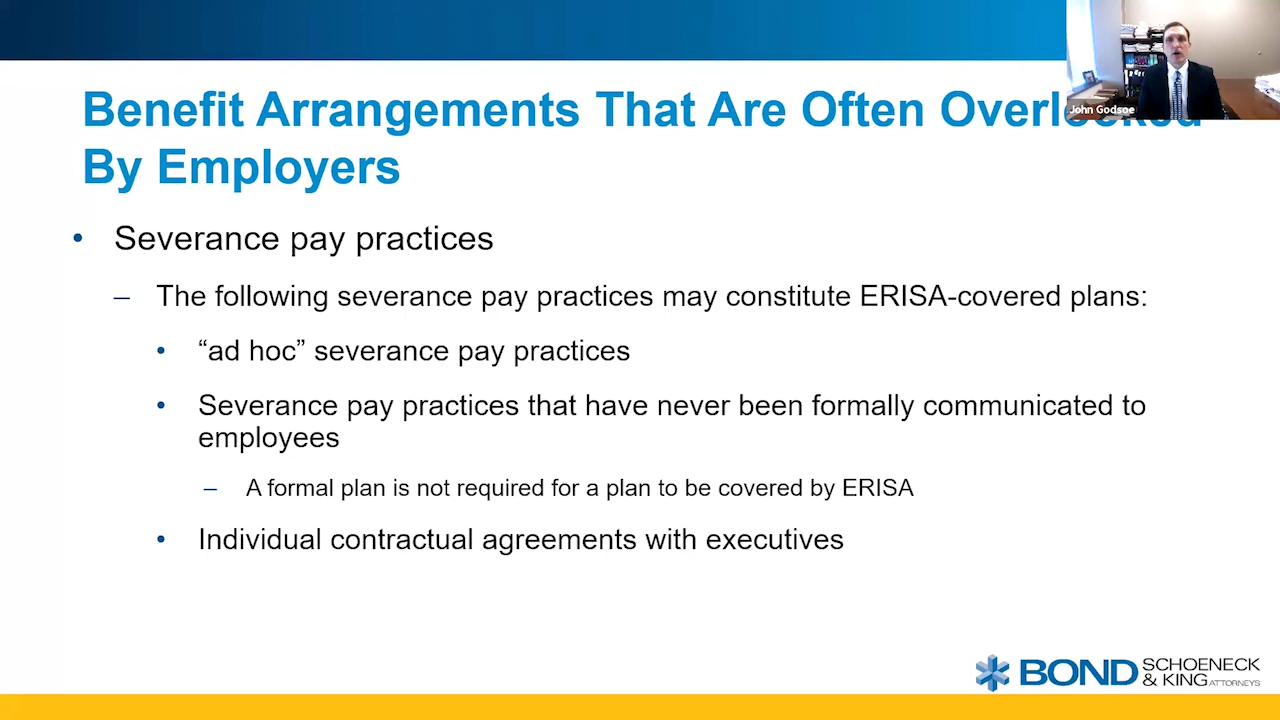 Benefit Arrangements That Are Often Overlooked
By Employers
John Godsoe
• Severance pay practices
– The following severance pay practices may constitute ERISA-covered plans:
• “ad hoc” severance pay practices
• Severance pay practices that have never been formally communicated to
employees
– A formal plan is not required for a plan to be covered by ERISA
• Individual contractual agreements with executives
BOND SCHOENECK
& KING ATTORNEYS